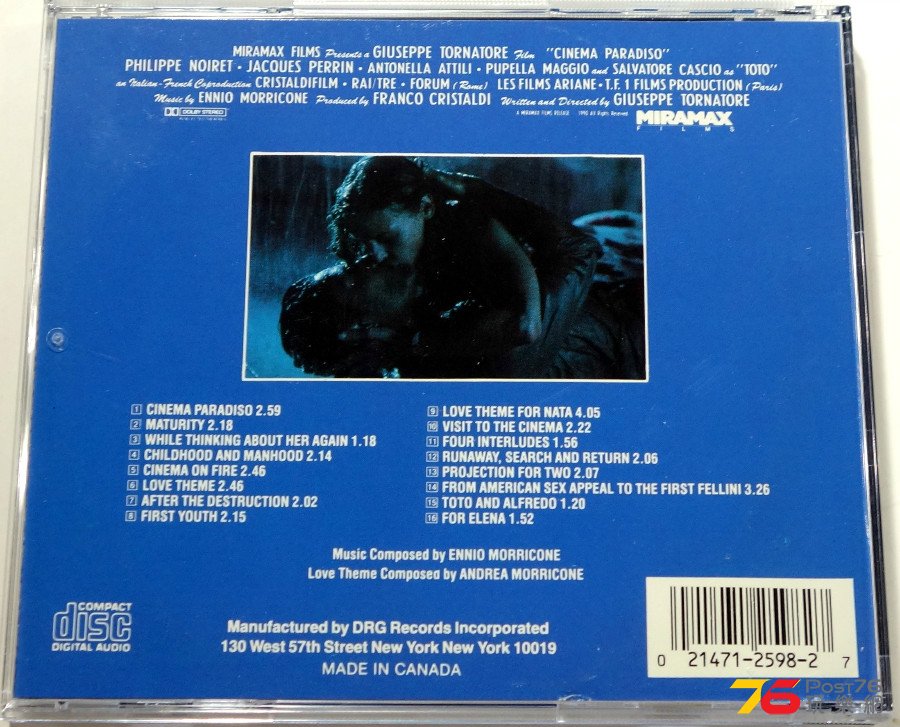 MIRAMAX FILMS Presents a GIUSEPPE TORNATORE Film "CINEMA PARADISO"
PHILIPPE NOIRET · JACQUES PERRIN · ANTONELLA ATTILI · PUPELLA MAGGIO and SALVATORE CASCIO as "TOTO"
an Italian-French Coproduction CRISTALDIFILM · RAI/TRE · FORUM (Rome) LES FILMS ARIANE · T.F. 1 FILMS PRODUCTION (Paris)
Music by ENNIO MORRICONE Produced by FRANCO CRISTALDI Written and Directed by GIUSEPPE TORNATORE
DOLBY STEREO
A MIRAMAX FILMS RELEASE 1990 All Rights Reserved
MIRAMAX
FILMS
1 CINEMA PARADISO 2.59
2 MATURITY 2.18
3 WHILE THINKING ABOUT HER AGAIN 1.18
4 CHILDHOOD AND MANHOOD 2.14
5 CINEMA ON FIRE 2.46
6 LOVE THEME 2.46
7 AFTER THE DESTRUCTION 2.02
8 FIRST YOUTH 2.15
9 LOVE THEME FOR NATA 4.05
10 VISIT TO THE CINEMA 2.22
11 FOUR INTERLUDES 1.56
12 RUNAWAY, SEARCH AND RETURN 2.06
13 PROJECTION FOR TWO 2.07
14 FROM AMERICAN SEX APPEAL TO THE FIRST FELLINI 3.26
15 TOTO AND ALFREDO 1.20
16 FOR ELENA 1.52
Music Composed by ENNIO MORRICONE
Love Theme Composed by ANDREA MORRICONE
COMPACT
disc
DIGITAL AUDIO
Manufactured by DRG Records Incorporated
130 West 57th Street New York New York 10019
MADE IN CANADA
0 21471-2598-2 7
76 POST76